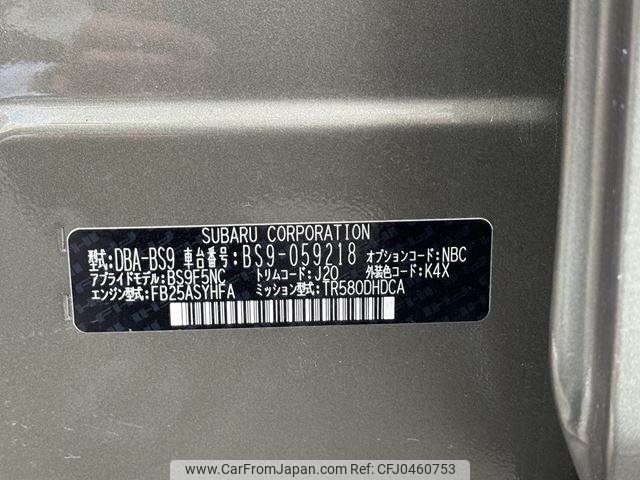 SUBARU CORPORATION
型式:DBA-BS9 車台番号:BS9-059218 オプションコード:NBC
アプライドモデル:BS9F5NC トリムコード:J20 外装色コード:K4X
エンジン型式:FB25ASYHFA ミッション型式:TR580DHDCA
www.carfromjapan.com - (REFNO460753)